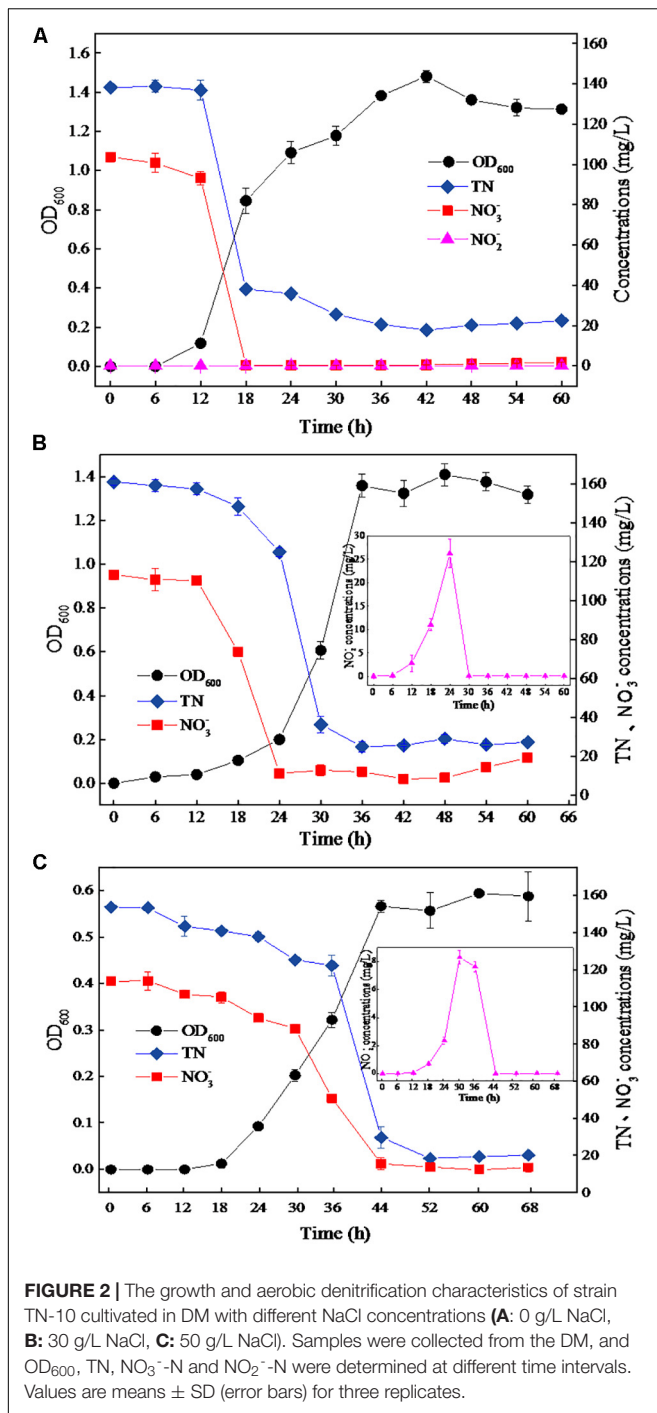 A
OD600
1.6
1.4
1.2
1.0
0.8
0.6
0.4
0.2
0.0
160
140
120
100
80
60
40
20
0
Concentrations (mg/L)
OD600
TN
NO3-
NO2-
0 6 12 18 24 30 36 42 48 54 60
Time (h)
B
OD600
1.4
1.2
1.0
0.8
0.6
0.4
0.2
0.0
160
140
120
100
80
60
40
20
0
TN、NO3- concentrations (mg/L)
OD600
TN
NO3-
NO2- concentrations (mg/L)
30
25
20
15
10
5
0
0 6 12 18 24 30 36 42 48 54 60
Time (h)
0 6 12 18 24 30 36 42 48 54 60 66
Time (h)
C
OD600
0.6
0.5
0.4
0.3
0.2
0.1
0.0
160
140
120
100
80
60
40
20
0
TN、NO3- concentrations (mg/L)
OD600
TN
NO3-
concentrations (mg/L)
8
6
4
2
0
0 6 12 18 24 30 36 44 52 60 68
Time (h)
0 6 12 18 24 30 36 44 52 60 68
Time (h)
FIGURE 2 | The growth and aerobic denitrification characteristics of strain
TN-10 cultivated in DM with different NaCl concentrations (A: 0 g/L NaCl,
B: 30 g/L NaCl, C: 50 g/L NaCl). Samples were collected from the DM, and
OD600, TN, NO3--N and NO2--N were determined at different time intervals.
Values are means ± SD (error bars) for three replicates.